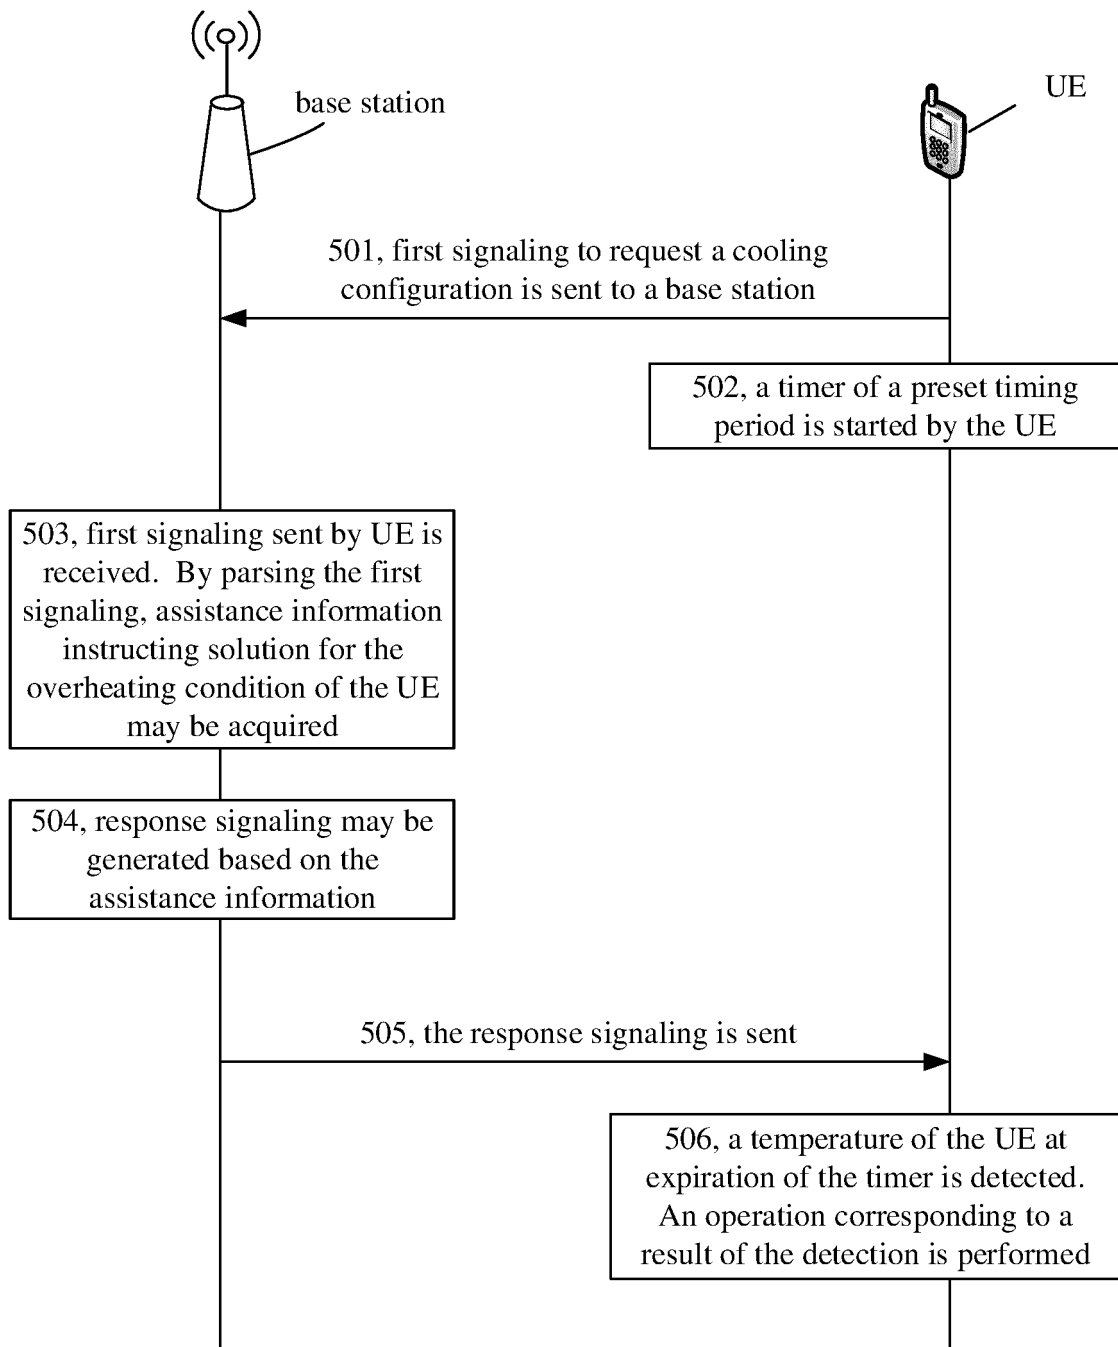 base station
UE
501, first signaling to request a cooling
configuration is sent to a base station
502, a timer of a preset timing
period is started by the UE
503, first signaling sent by UE is
received.  By parsing the first
signaling, assistance information
instructing solution for the
overheating condition of the UE
may be acquired
504, response signaling may be
generated based on the
assistance information
505, the response signaling is sent
506, a temperature of the UE at
expiration of the timer is detected.
An operation corresponding to a
result of the detection is performed